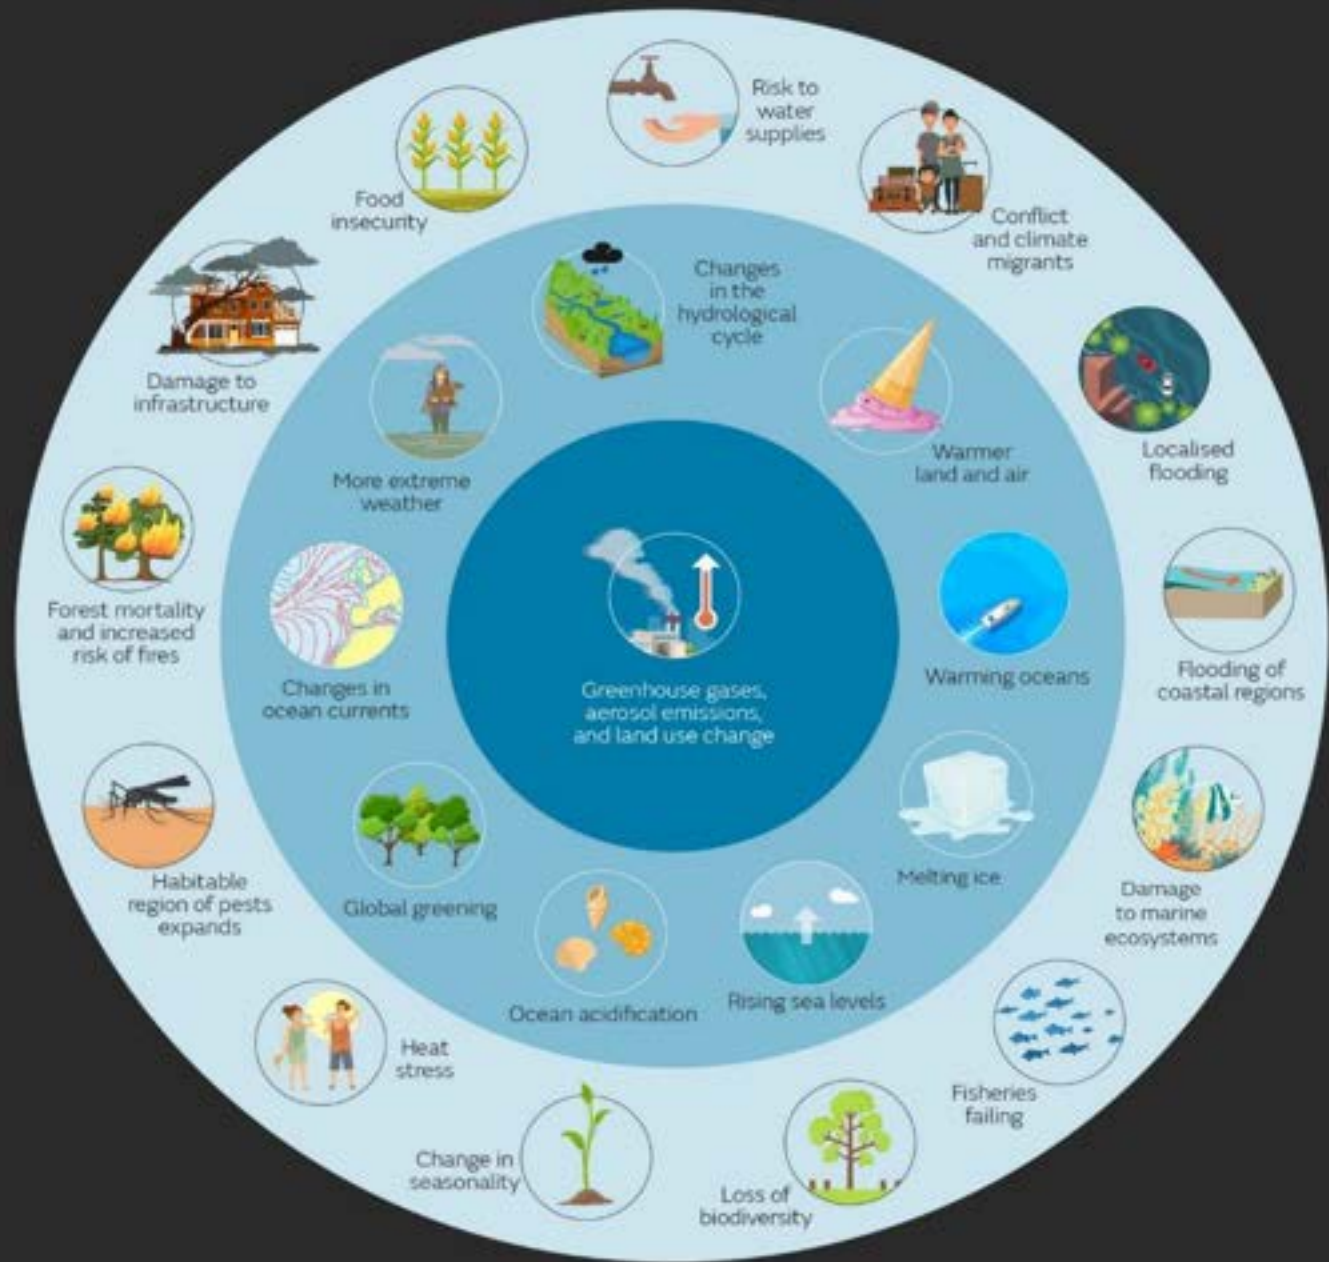 Risk to
water
supplies
Conflict
and climate
migrants
Localised
flooding
Flooding of
coastal regions
Damage
to marine
ecosystems
Fisheries
failing
Loss of
biodiversity
Change in
seasonality
Heat
stress
Habitable
region of pests
expands
Forest mortality
and increased
risk of fires
Damage to
infrastructure
Food
insecurity
Changes
in the
hydrological
cycle
Warmer
land and air
Warming oceans
Melting ice
Rising sea levels
Ocean acidification
Global greening
Changes in
ocean currents
More extreme
weather
Greenhouse gases,
aerosol emissions,
and land use change